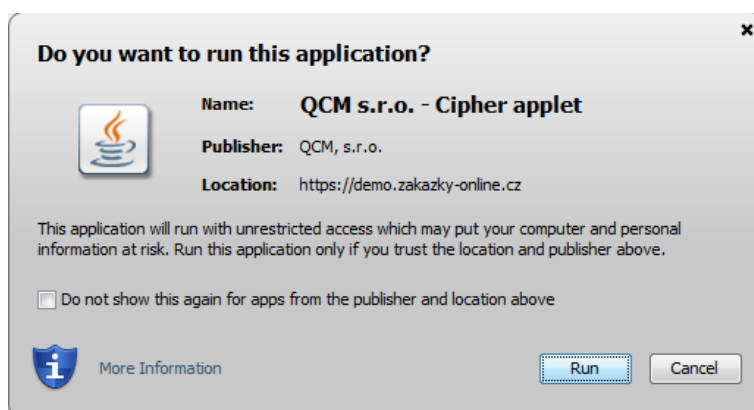 Do you want to run this application?
Name: QCM s.r.o. - Cipher applet
Publisher: QCM, s.r.o.
Location: https://demo.zakazky-online.cz
This application will run with unrestricted access which may put your computer and personal
information at risk. Run this application only if you trust the location and publisher above.
Do not show this again for apps from the publisher and location above
More Information Run Cancel